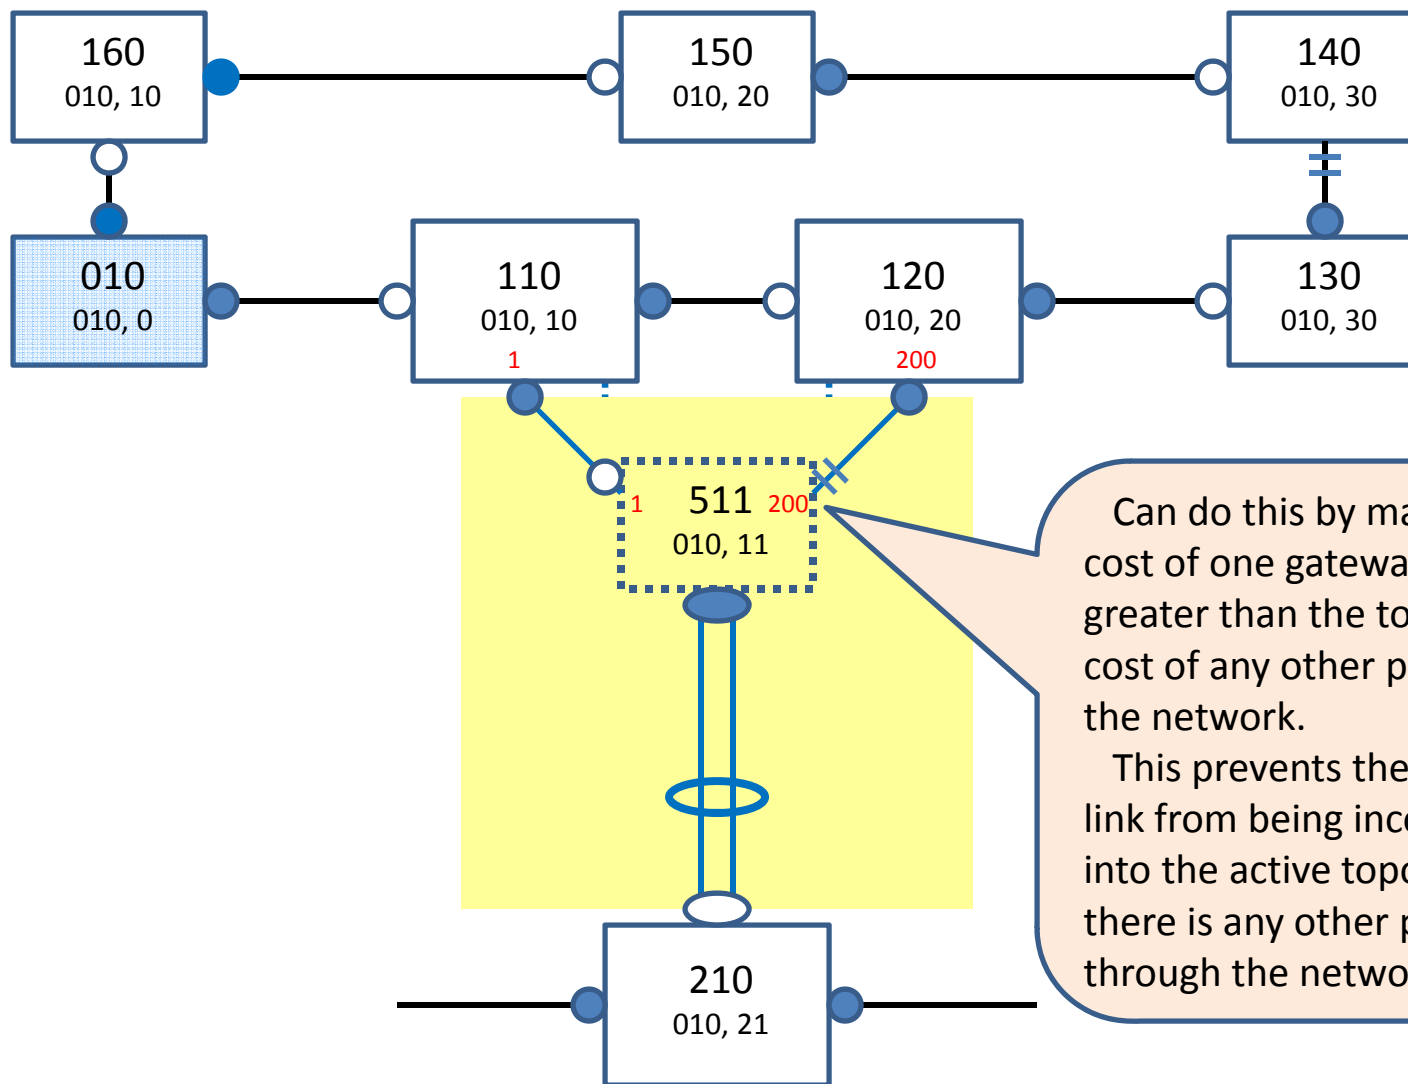 160
010, 10
150
010, 20
140
010, 30
010
010, 0
110
010, 10
1
120
010, 20
200
130
010, 30
1
511
200
010, 11
Can do this by ma
cost of one gatewa
greater than the to
cost of any other p
the network.
This prevents the
link from being inco
into the active topo
there is any other p
through the netwo
210
010, 21